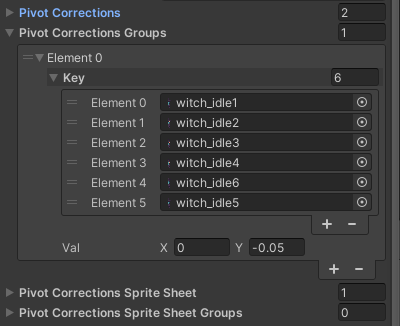 Pivot Corrections 2
Pivot Corrections Groups 1
Element 0
Key 6
Element 0 witch_idle1
Element 1 witch_idle2
Element 2 witch_idle3
Element 3 witch_idle4
Element 4 witch_idle6
Element 5 witch_idle5
+ −
Val X 0 Y -0.05
+ −
Pivot Corrections Sprite Sheet 1
Pivot Corrections Sprite Sheet Groups 0